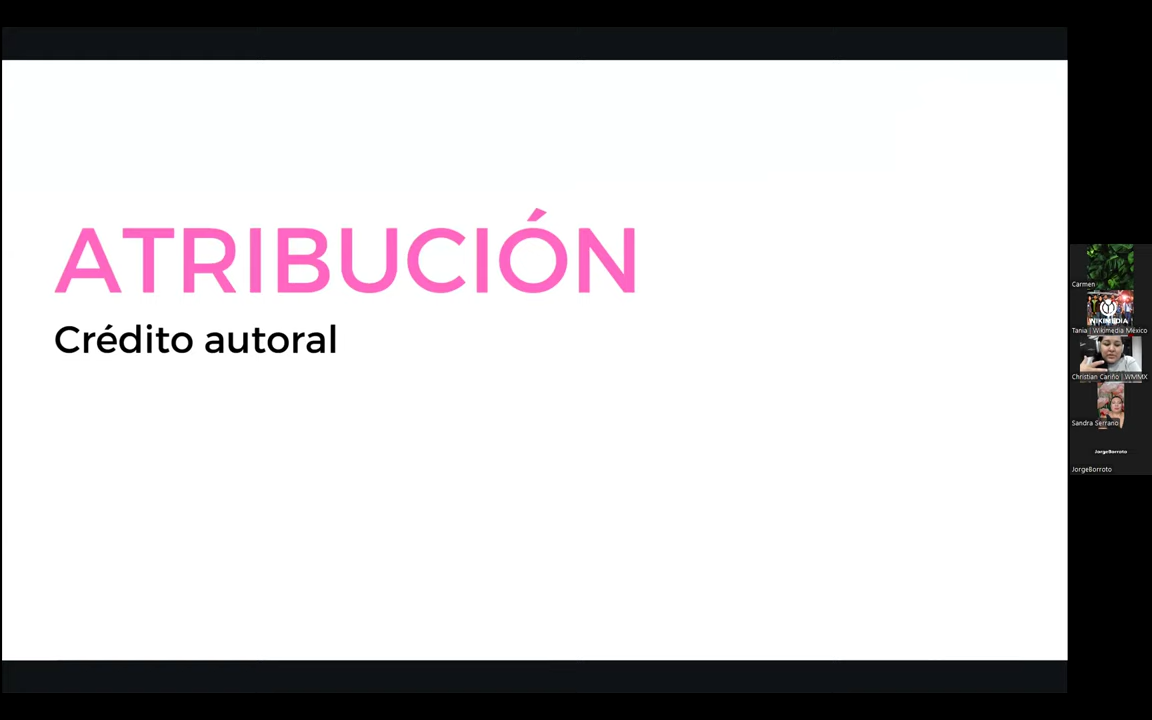 ATRIBUCIÓN
Crédito autoral
Carmen
WIKIMEDIA
Tania | Wikimedia México
Christian Cariño | WMMX
Sandra Serrano
JorgeBorroto
JorgeBorroto